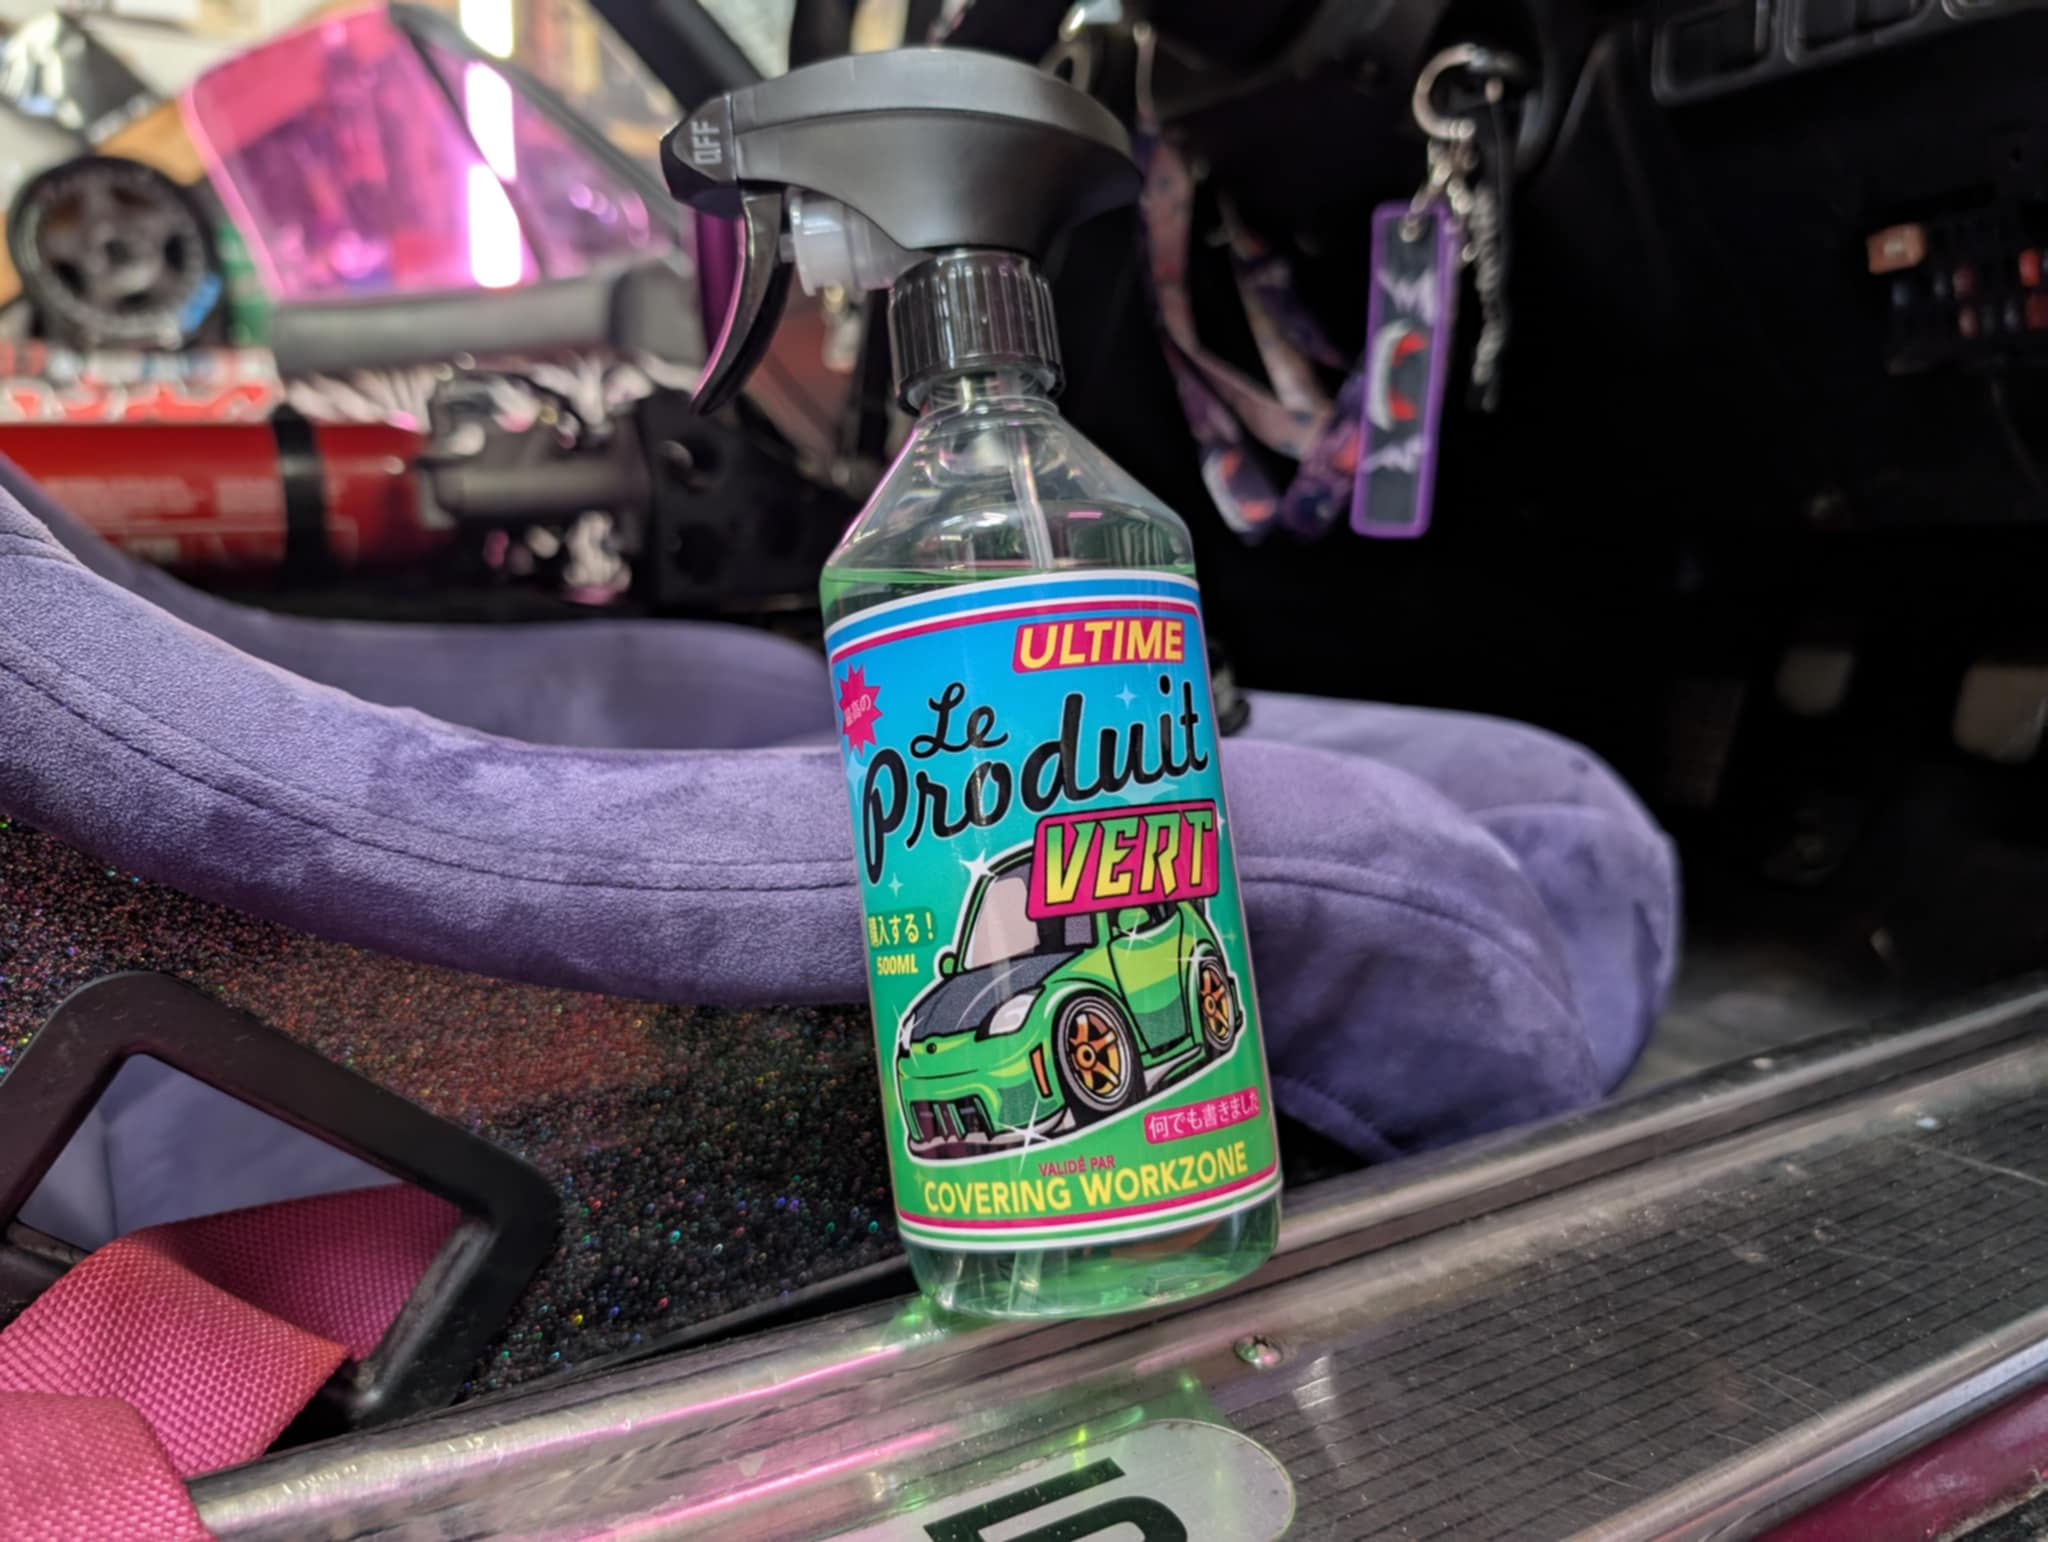 OFF
ULTIME
最高の
Le
Produit
VERT
購入する！
500ML
何でも書きました
VALIDÉ PAR
COVERING WORKZONE
5